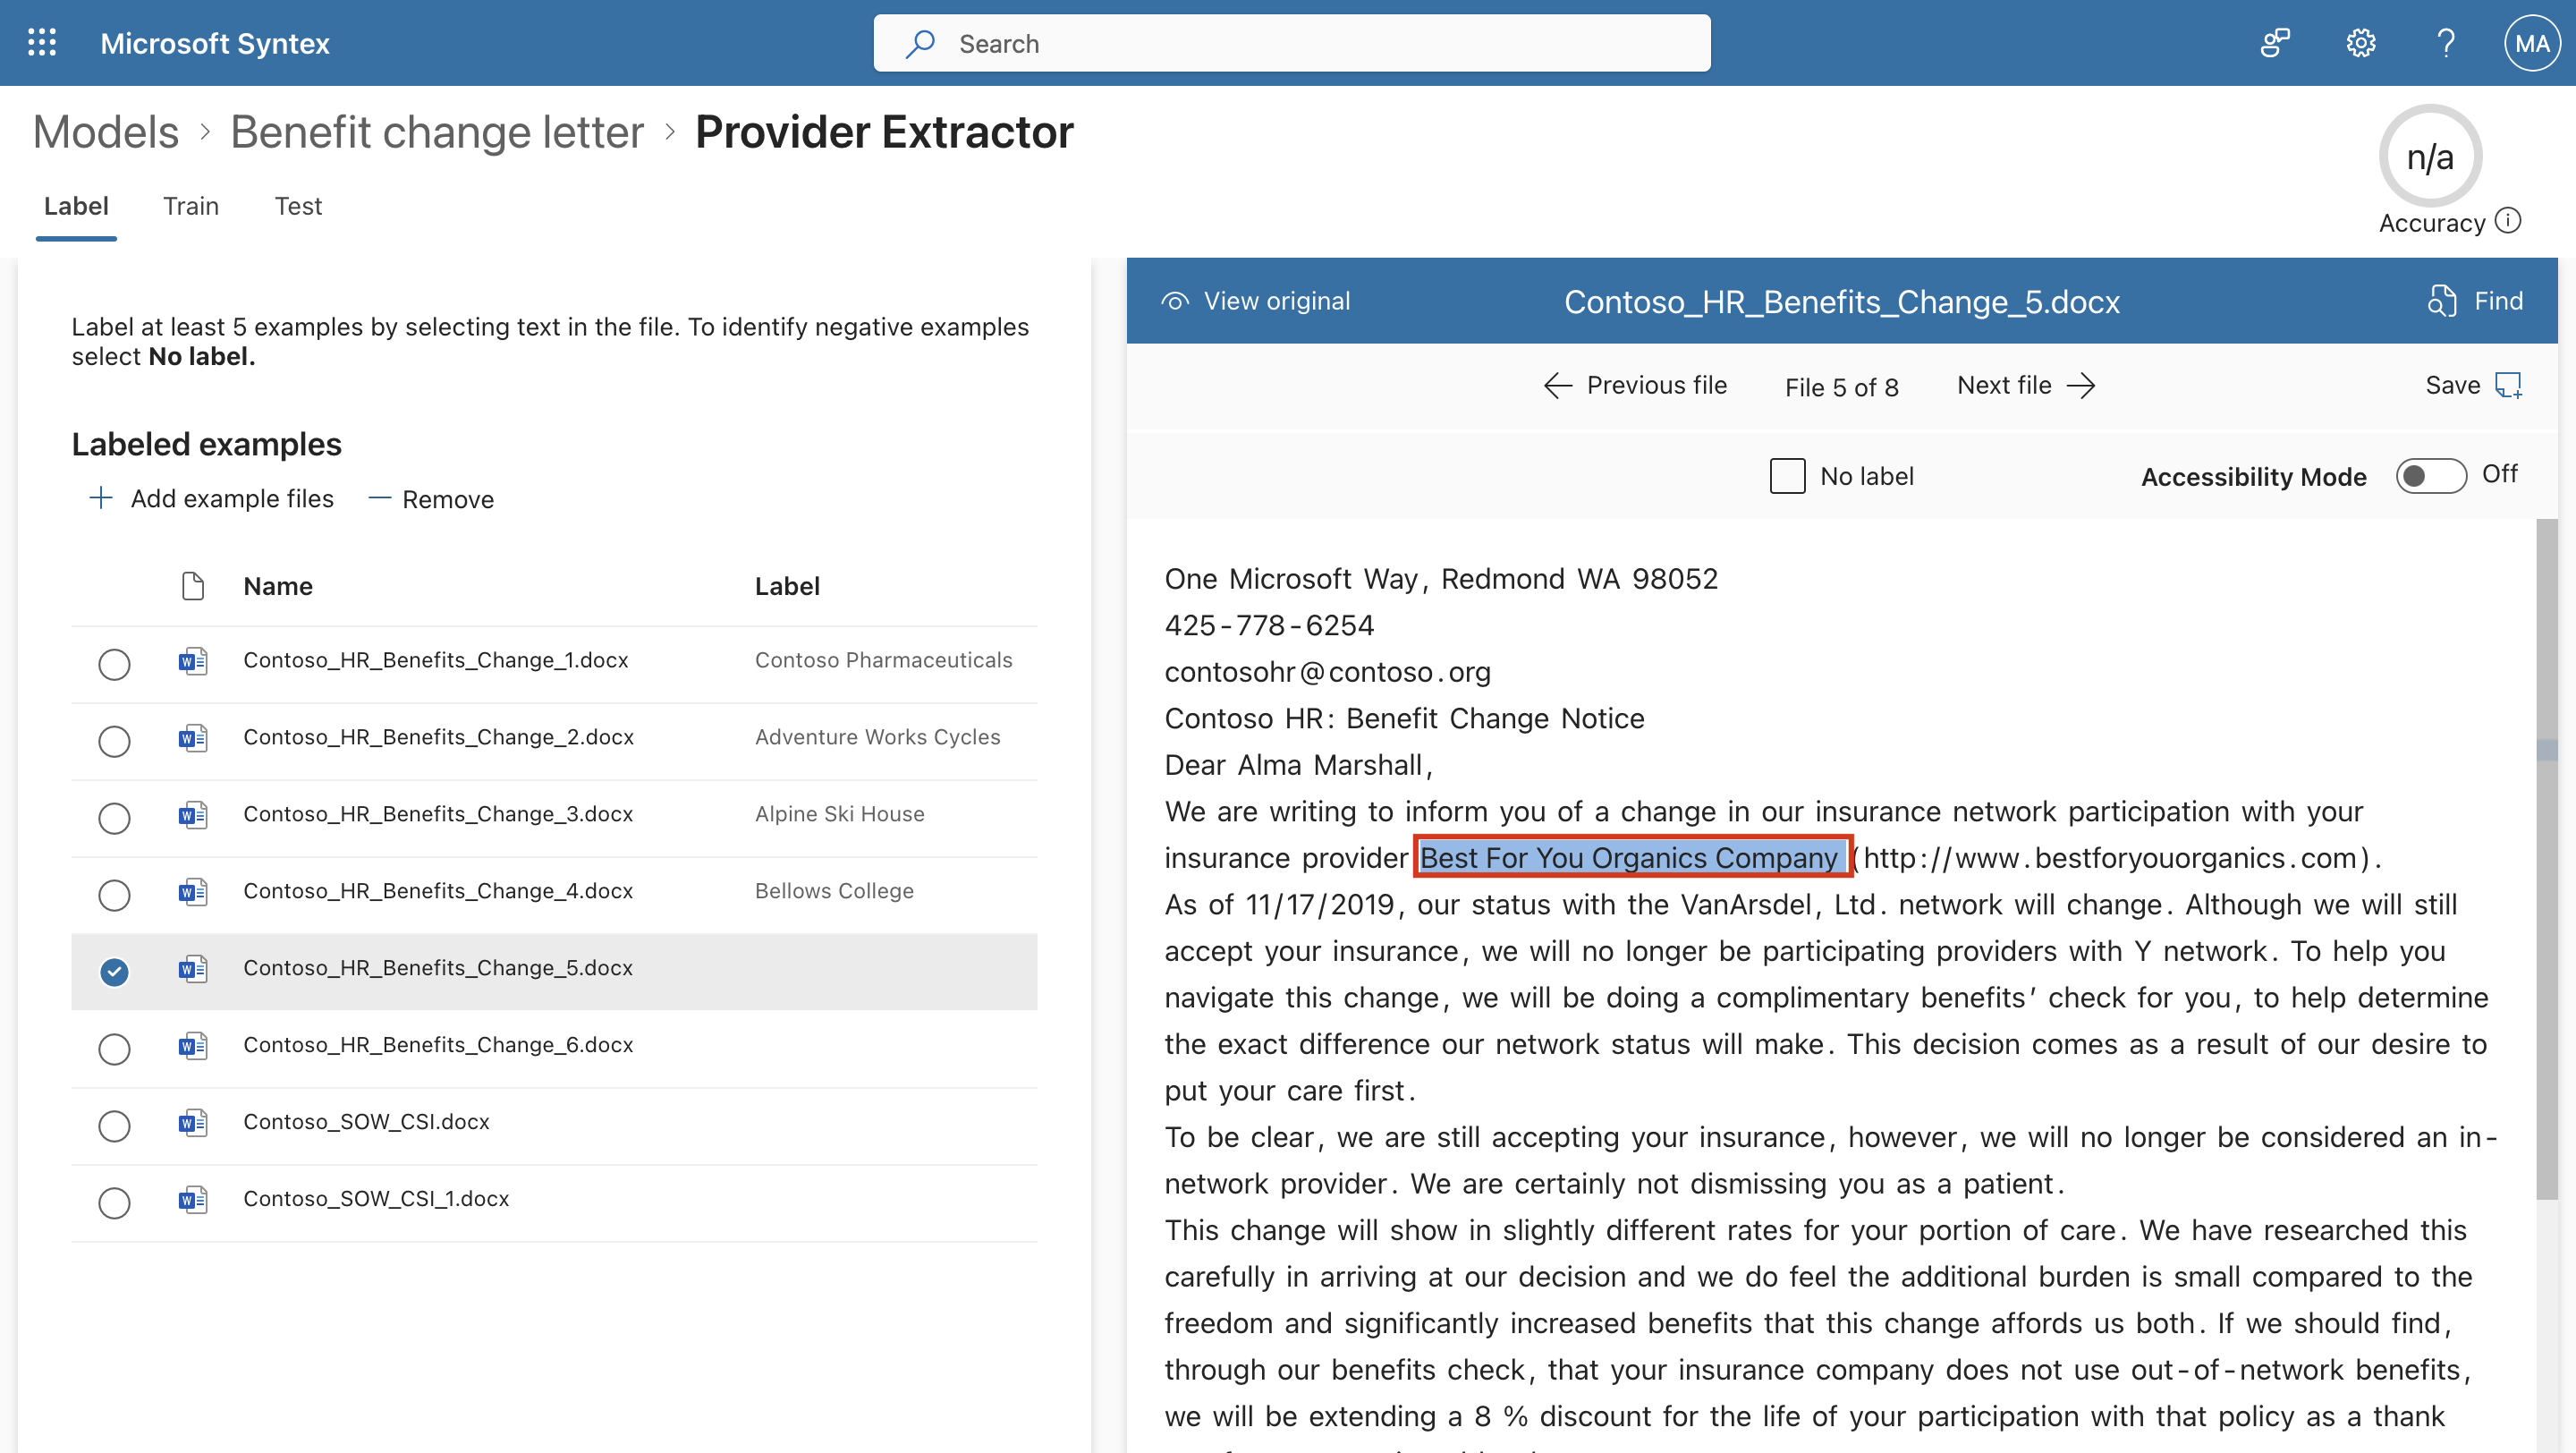 Microsoft Syntex
Search
MA
Models > Benefit change letter > Provider Extractor
n/a
Accuracy
Label Train Test
Label at least 5 examples by selecting text in the file. To identify negative examples
select No label.
Labeled examples
+ Add example files — Remove
Name Label
Contoso_HR_Benefits_Change_1.docx Contoso Pharmaceuticals
Contoso_HR_Benefits_Change_2.docx Adventure Works Cycles
Contoso_HR_Benefits_Change_3.docx Alpine Ski House
Contoso_HR_Benefits_Change_4.docx Bellows College
Contoso_HR_Benefits_Change_5.docx
Contoso_HR_Benefits_Change_6.docx
Contoso_SOW_CSI.docx
Contoso_SOW_CSI_1.docx
View original Contoso_HR_Benefits_Change_5.docx Find
← Previous file File 5 of 8 Next file → Save
No label Accessibility Mode Off
One Microsoft Way, Redmond WA 98052
425-778-6254
contosohr@contoso.org
Contoso HR: Benefit Change Notice
Dear Alma Marshall,
We are writing to inform you of a change in our insurance network participation with your
insurance provider Best For You Organics Company (http://www.bestforyouorganics.com).
As of 11/17/2019, our status with the VanArsdel, Ltd. network will change. Although we will still
accept your insurance, we will no longer be participating providers with Y network. To help you
navigate this change, we will be doing a complimentary benefits’ check for you, to help determine
the exact difference our network status will make. This decision comes as a result of our desire to
put your care first.
To be clear, we are still accepting your insurance, however, we will no longer be considered an in-
network provider. We are certainly not dismissing you as a patient.
This change will show in slightly different rates for your portion of care. We have researched this
carefully in arriving at our decision and we do feel the additional burden is small compared to the
freedom and significantly increased benefits that this change affords us both. If we should find,
through our benefits check, that your insurance company does not use out-of-network benefits,
we will be extending a 8 % discount for the life of your participation with that policy as a thank